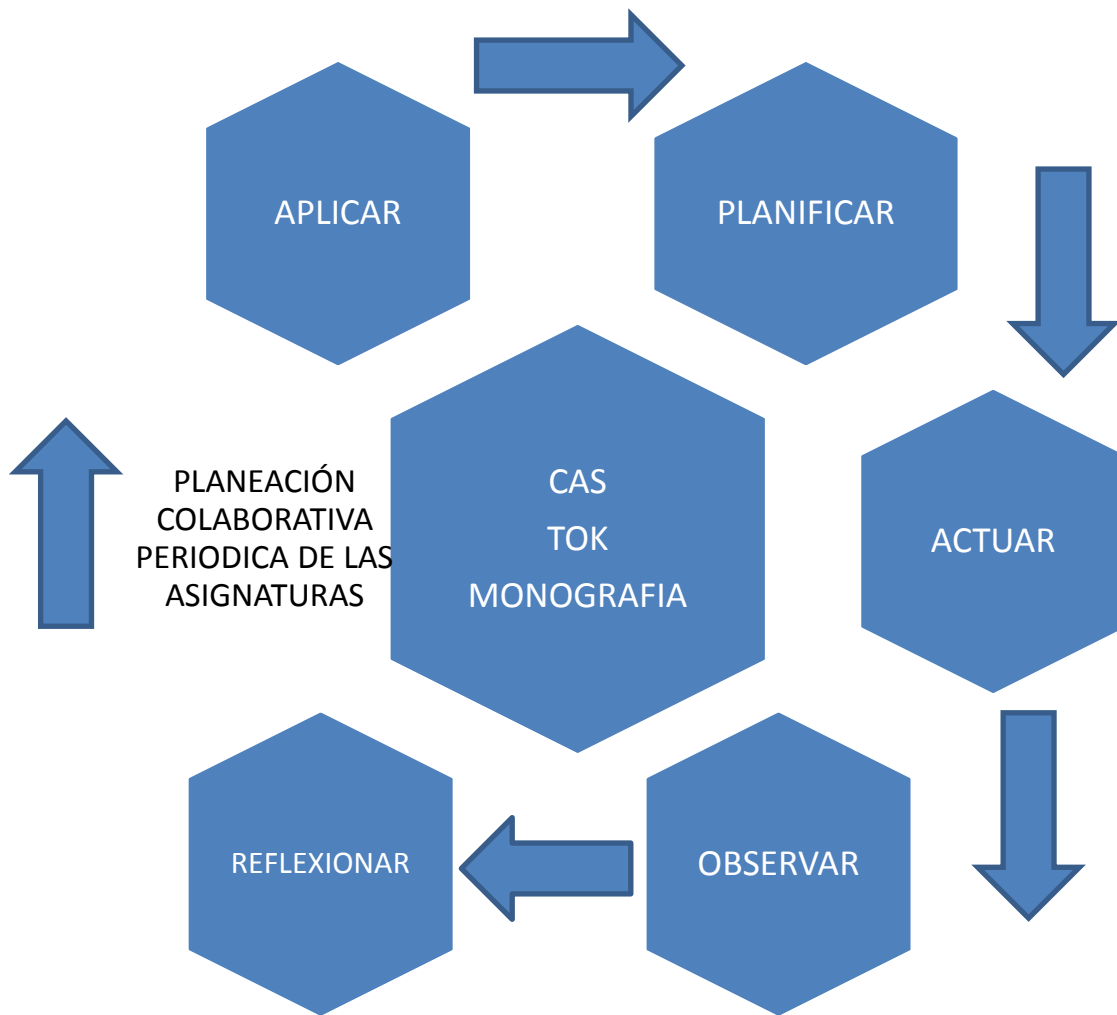 APLICAR
PLANIFICAR
PLANEACIÓN
COLABORATIVA
PERIODICA DE LAS
ASIGNATURAS
CAS
TOK
MONOGRAFIA
ACTUAR
REFLEXIONAR
OBSERVAR